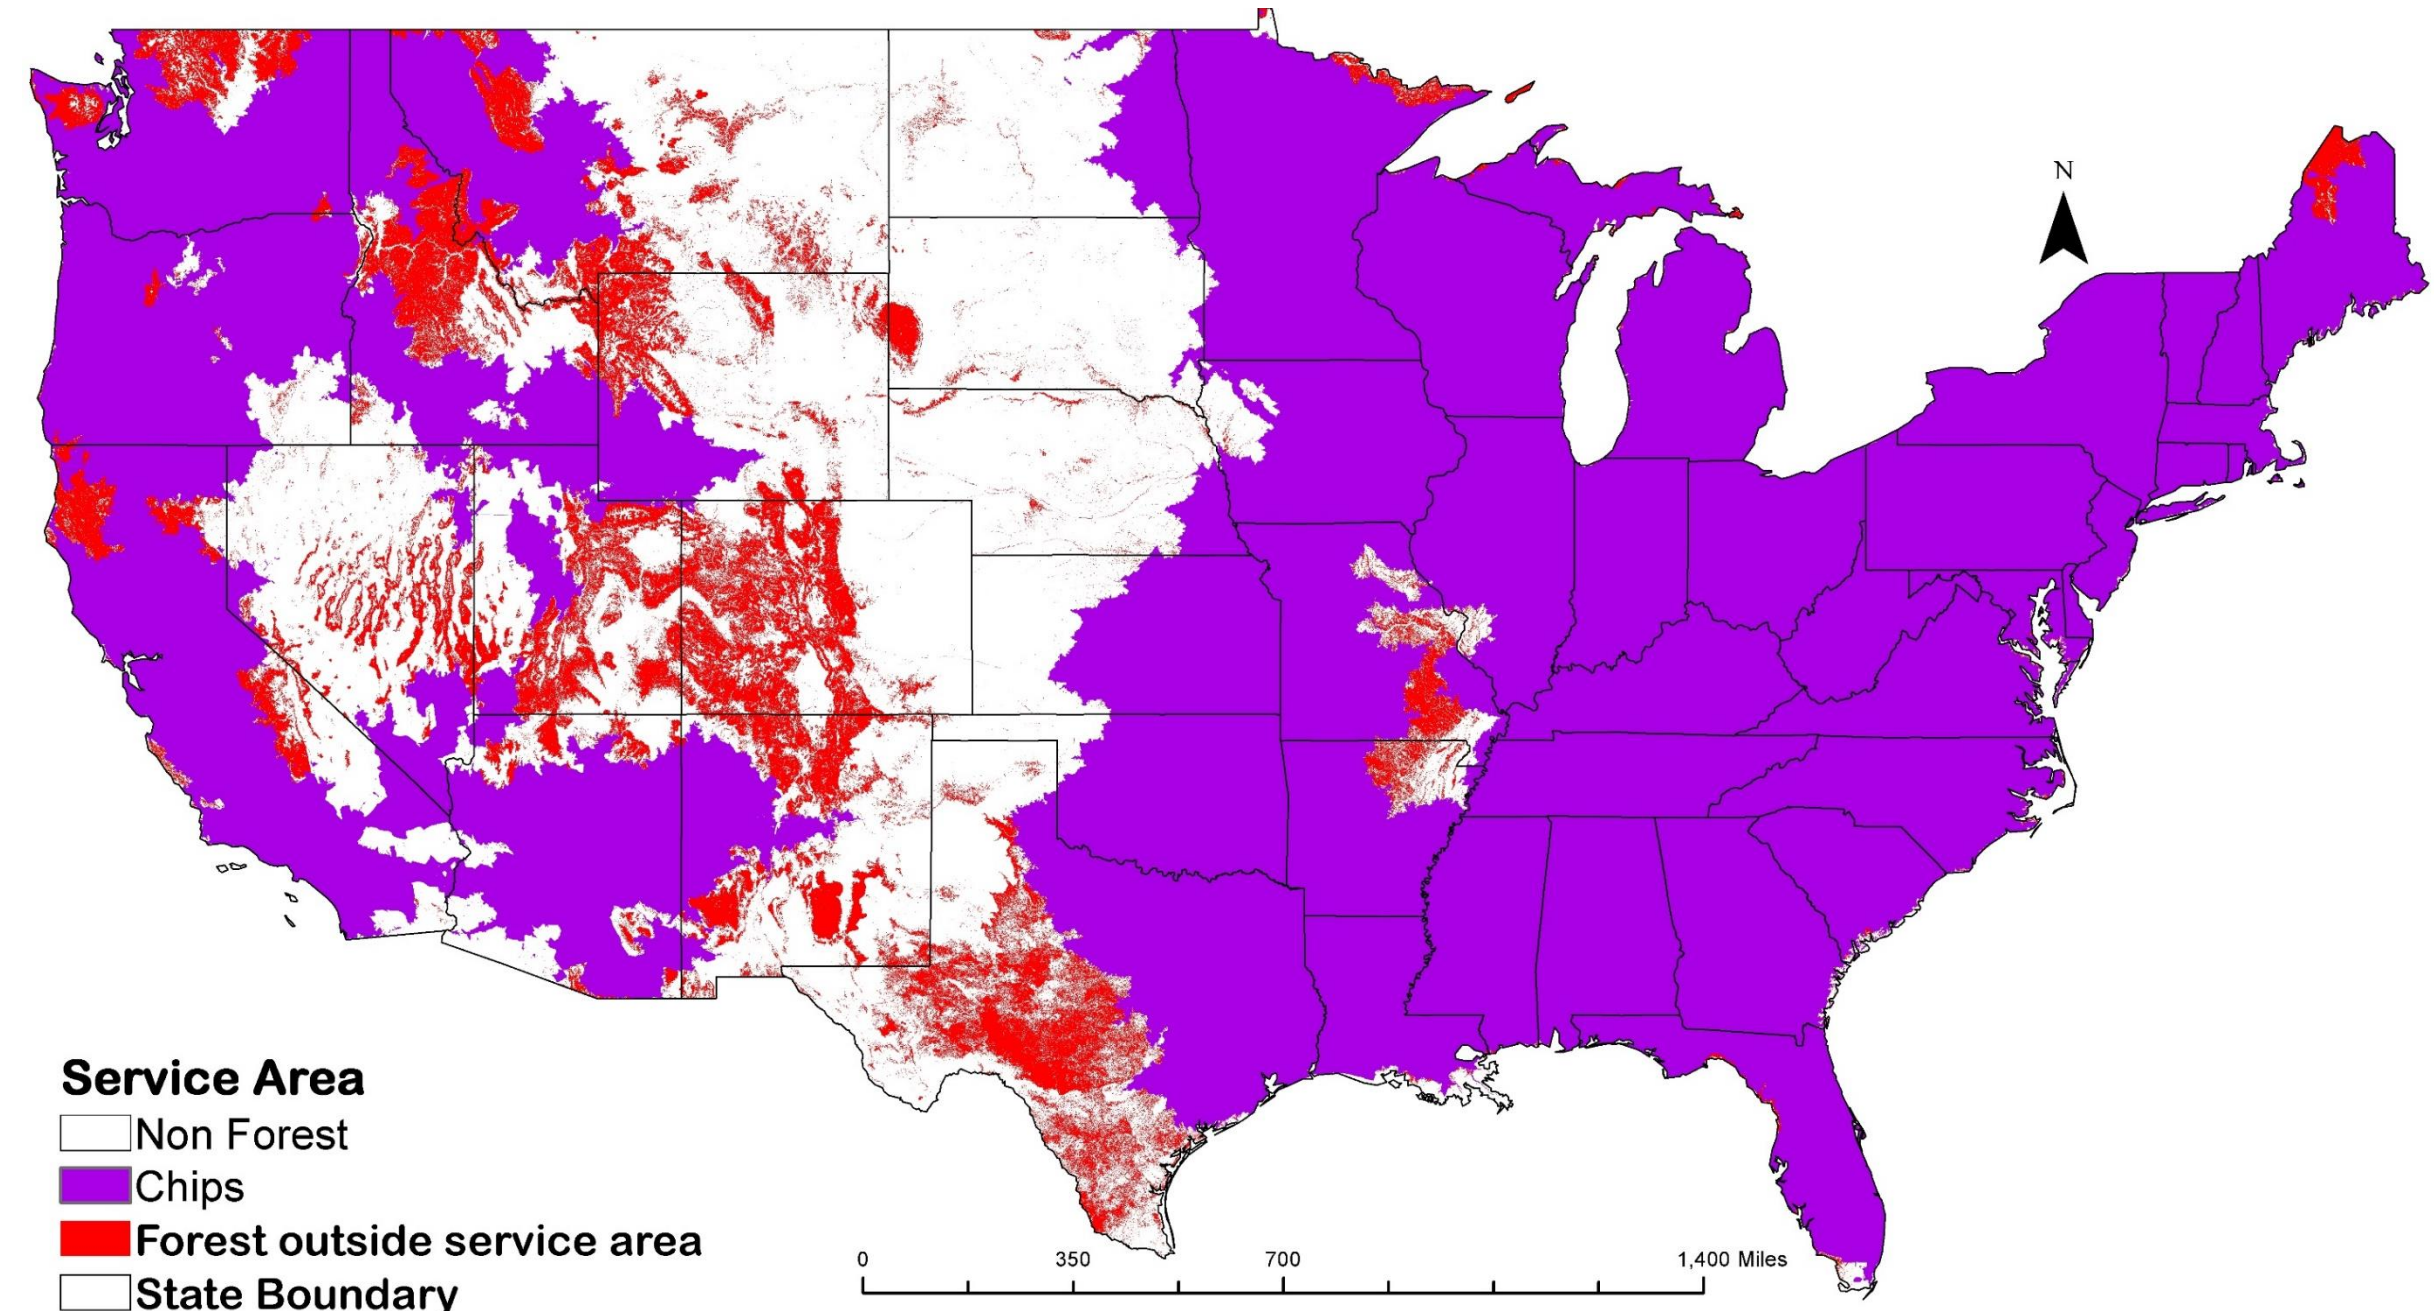 N
Service Area
Non Forest
Chips
Forest outside service area
State Boundary
0 350 700 1,400 Miles